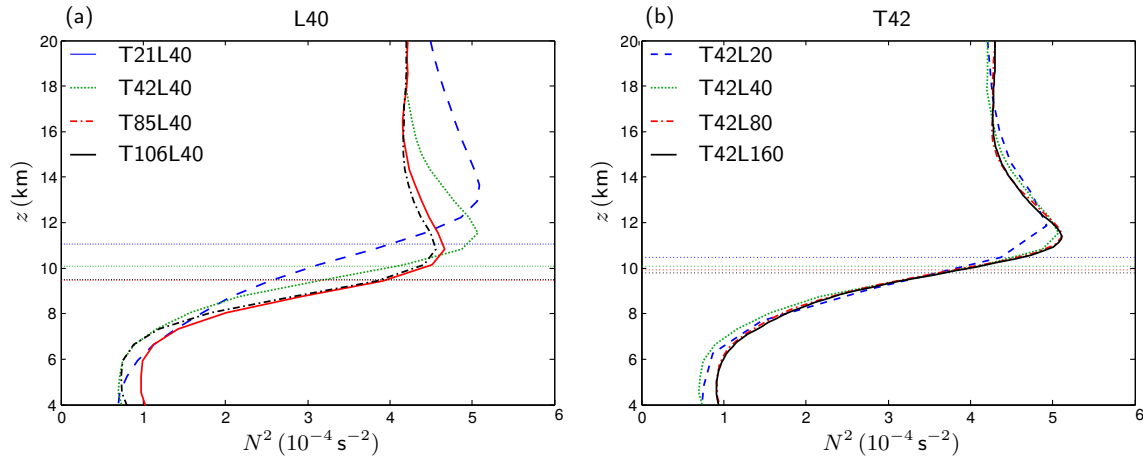 (a) L40
20
18
16
14
12
10
8
6
4
z (km)
T21L40
T42L40
T85L40
T106L40
0 1 2 3 4 5 6
N² (10⁻⁴ s⁻²)
(b) T42
20
18
16
14
12
10
8
6
4
z (km)
T42L20
T42L40
T42L80
T42L160
0 1 2 3 4 5 6
N² (10⁻⁴ s⁻²)